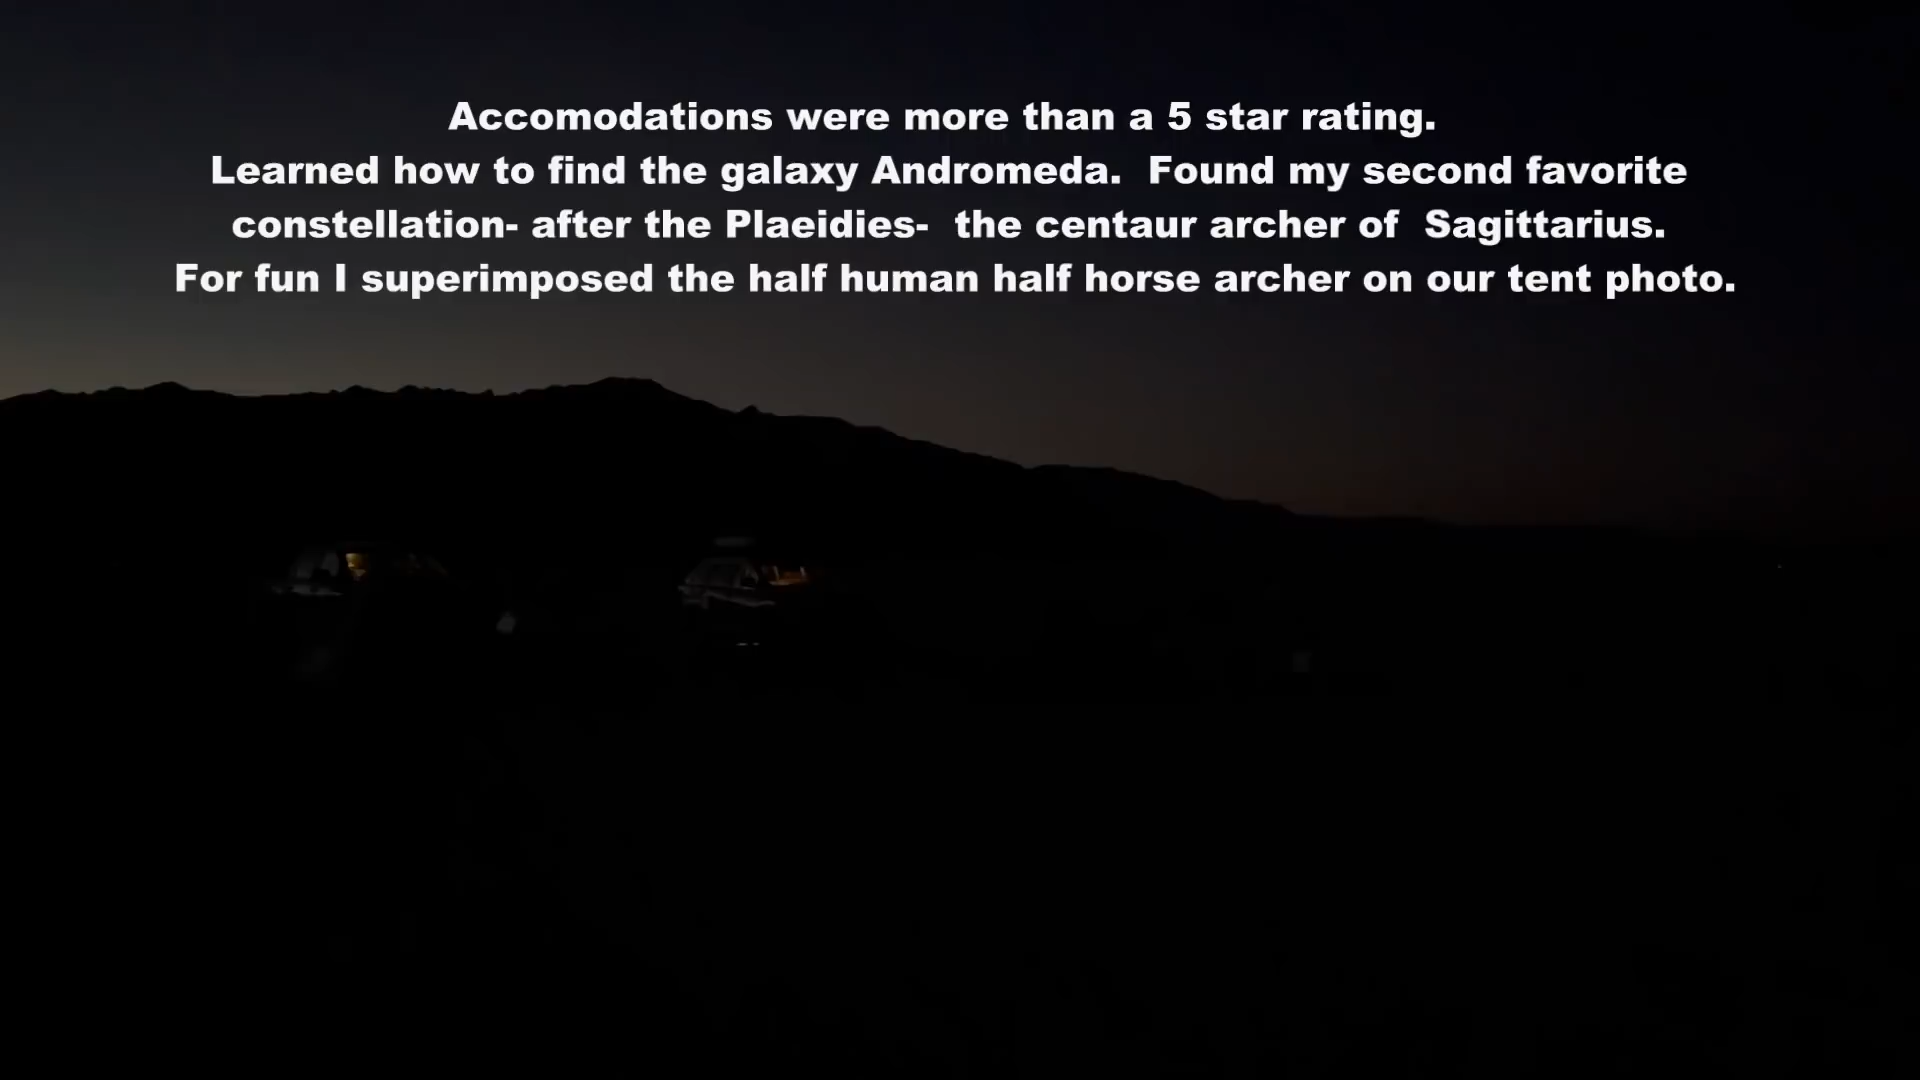 Accomodations were more than a 5 star rating.
Learned how to find the galaxy Andromeda.  Found my second favorite
constellation- after the Plaeidies-  the centaur archer of  Sagittarius.
For fun I superimposed the half human half horse archer on our tent photo.